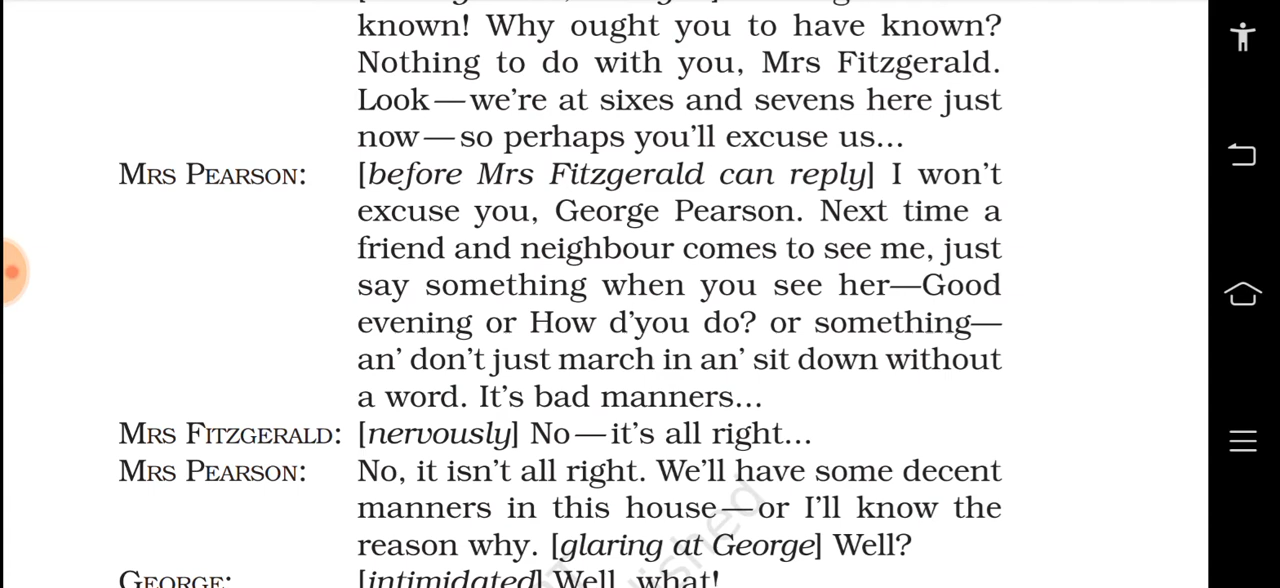 known! Why ought you to have known?
Nothing to do with you, Mrs Fitzgerald.
Look—we're at sixes and sevens here just
now—so perhaps you'll excuse us...
MRS PEARSON: [before Mrs Fitzgerald can reply] I won't
excuse you, George Pearson. Next time a
friend and neighbour comes to see me, just
say something when you see her—Good
evening or How d'you do? or something—
an' don't just march in an' sit down without
a word. It's bad manners...
MRS FITZGERALD: [nervously] No—it's all right...
MRS PEARSON: No, it isn't all right. We'll have some decent
manners in this house—or I'll know the
reason why. [glaring at George] Well?
GEORGE: [intimidated] Well, what!